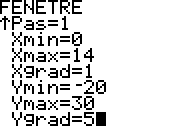 FENETRE
↑Pas=1
Xmin=0
Xmax=14
Xgrad=1
Ymin=-20
Ymax=30
Ygrad=5